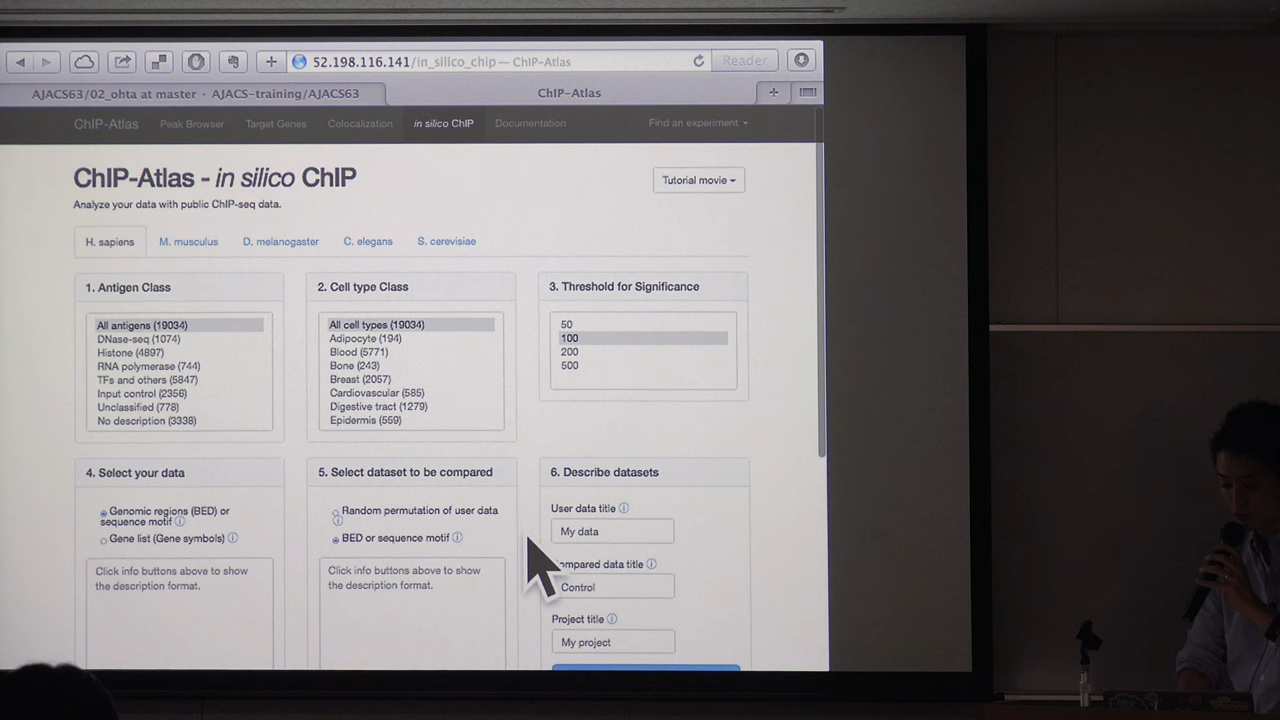 52.198.116.141/in_silico_chip — ChIP-Atlas
Reader
AJACS63/02_ohta at master · AJACS-training/AJACS63
ChIP-Atlas
ChIP-Atlas
Peak Browser
Target Genes
Colocalization
in silico ChIP
Documentation
Find an experiment
ChIP-Atlas - in silico ChIP
Tutorial movie
Analyze your data with public ChIP-seq data.
H. sapiens
M. musculus
D. melanogaster
C. elegans
S. cerevisiae
1. Antigen Class
All antigens (19034)
DNase-seq (1074)
Histone (4897)
RNA polymerase (744)
TFs and others (5847)
Input control (2356)
Unclassified (778)
No description (3338)
2. Cell type Class
All cell types (19034)
Adipocyte (194)
Blood (5771)
Bone (243)
Breast (2057)
Cardiovascular (585)
Digestive tract (1279)
Epidermis (559)
3. Threshold for Significance
50
100
200
500
4. Select your data
Genomic regions (BED) or
sequence motif
Gene list (Gene symbols)
Click info buttons above to show
the description format.
5. Select dataset to be compared
Random permutation of user data
BED or sequence motif
Click info buttons above to show
the description format.
6. Describe datasets
User data title
My data
ompared data title
Control
Project title
My project